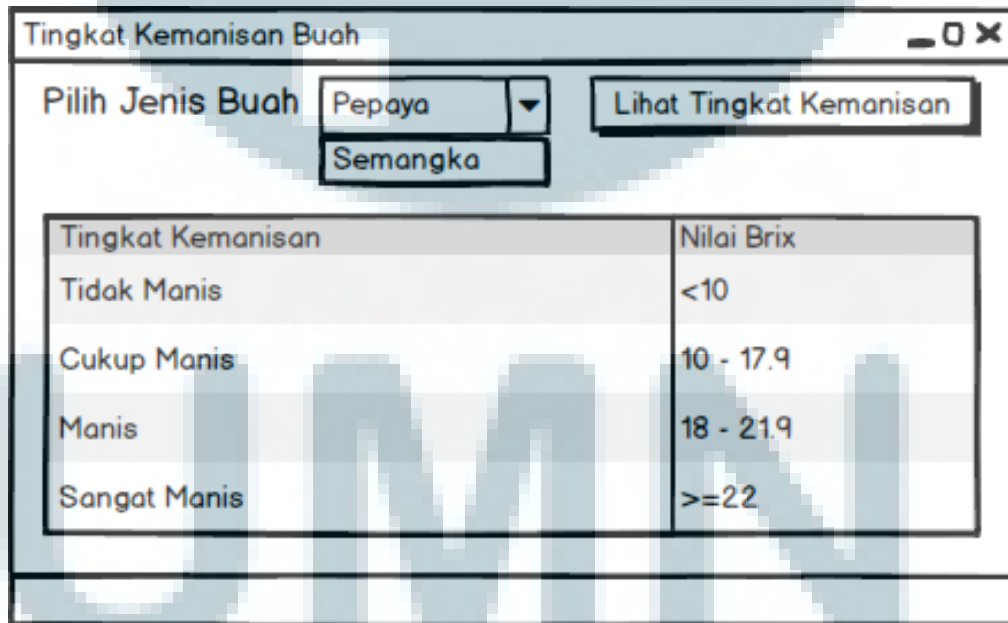 Tingkat Kemanisan Buah
Pilih Jenis Buah Pepaya Lihat Tingkat Kemanisan
Semangka
Tingkat Kemanisan Nilai Brix
Tidak Manis <10
Cukup Manis 10 - 17.9
Manis 18 - 21.9
Sangat Manis >=22
UMN